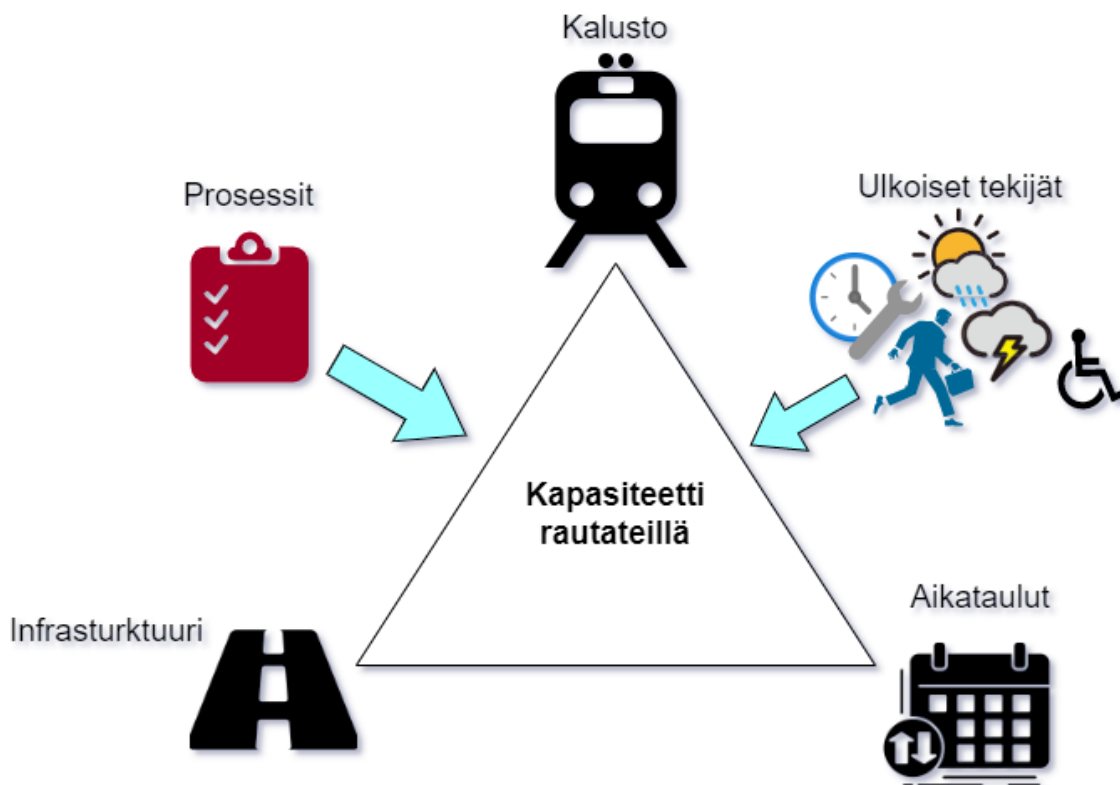 Kalusto
Prosessit
Ulkoiset tekijät
Kapasiteetti
rautateillä
Infrasturktuuri
Aikataulut